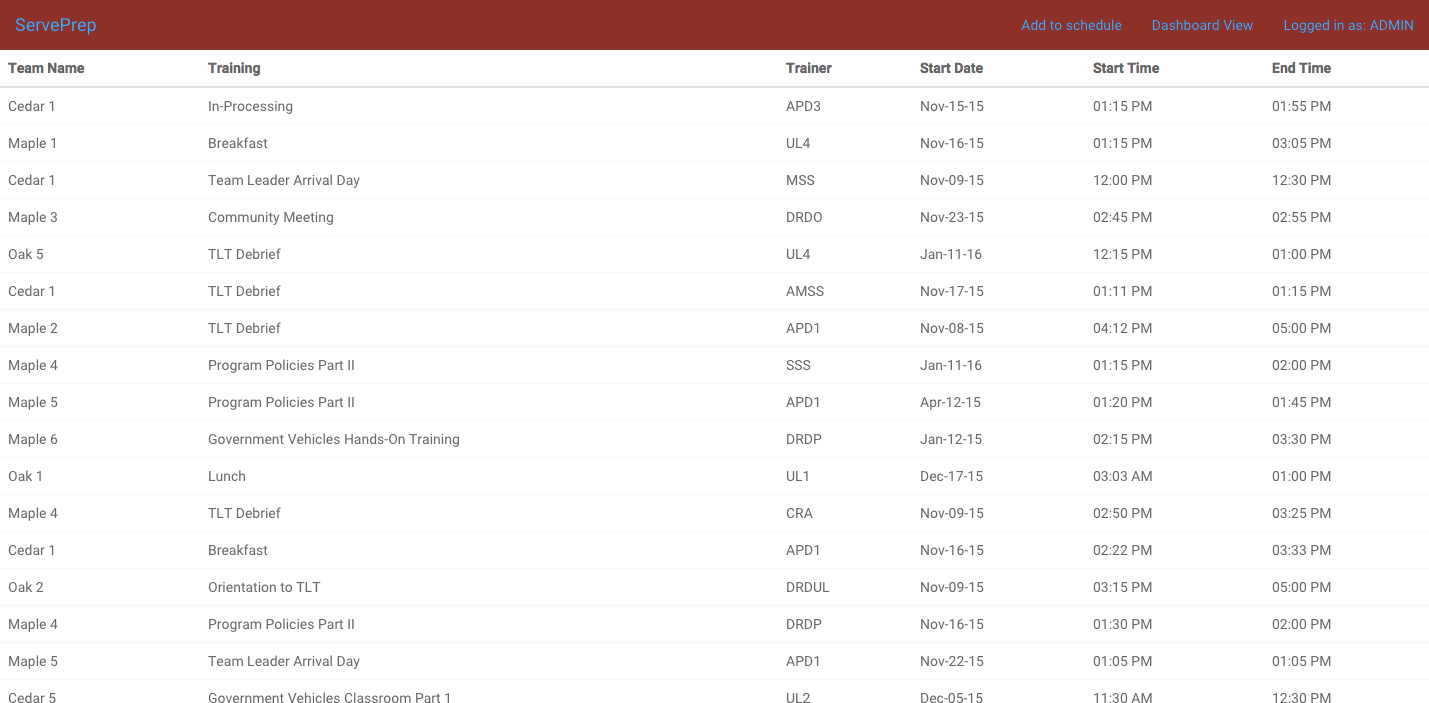 ServePrep Add to schedule Dashboard View Logged in as: ADMIN
Team Name Training Trainer Start Date Start Time End Time
Cedar 1 In-Processing APD3 Nov-15-15 01:15 PM 01:55 PM
Maple 1 Breakfast UL4 Nov-16-15 01:15 PM 03:05 PM
Cedar 1 Team Leader Arrival Day MSS Nov-09-15 12:00 PM 12:30 PM
Maple 3 Community Meeting DRDO Nov-23-15 02:45 PM 02:55 PM
Oak 5 TLT Debrief UL4 Jan-11-16 12:15 PM 01:00 PM
Cedar 1 TLT Debrief AMSS Nov-17-15 01:11 PM 01:15 PM
Maple 2 TLT Debrief APD1 Nov-08-15 04:12 PM 05:00 PM
Maple 4 Program Policies Part II SSS Jan-11-16 01:15 PM 02:00 PM
Maple 5 Program Policies Part II APD1 Apr-12-15 01:20 PM 01:45 PM
Maple 6 Government Vehicles Hands-On Training DRDP Jan-12-15 02:15 PM 03:30 PM
Oak 1 Lunch UL1 Dec-17-15 03:03 AM 01:00 PM
Maple 4 TLT Debrief CRA Nov-09-15 02:50 PM 03:25 PM
Cedar 1 Breakfast APD1 Nov-16-15 02:22 PM 03:33 PM
Oak 2 Orientation to TLT DRDUL Nov-09-15 03:15 PM 05:00 PM
Maple 4 Program Policies Part II DRDP Nov-16-15 01:30 PM 02:00 PM
Maple 5 Team Leader Arrival Day APD1 Nov-22-15 01:05 PM 01:05 PM
Cedar 5 Government Vehicles Classroom Part 1 UL2 Dec-05-15 11:30 AM 12:30 PM